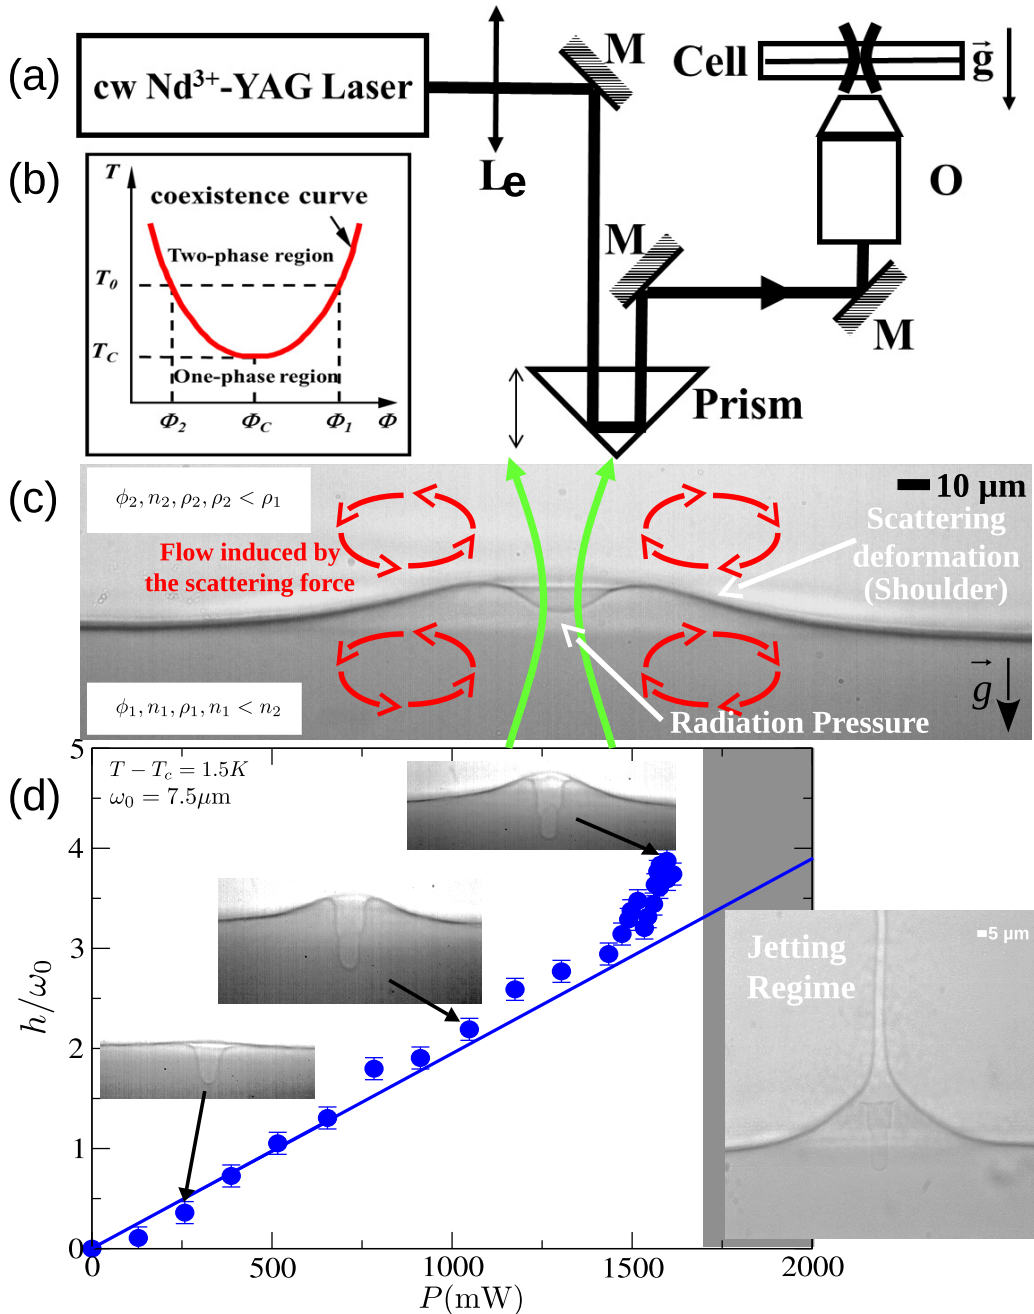 (a)
cw Nd³⁺-YAG Laser
Le
M
Cell
g
O
M
M
Prism
(b)
T
coexistence curve
Two-phase region
T₀
T_C
One-phase region
Φ₂
Φ_C
Φ₁
Φ
(c)
ϕ₂, n₂, ρ₂, ρ₂ < ρ₁
10 µm
Scattering
deformation
(Shoulder)
Flow induced by
the scattering force
ϕ₁, n₁, ρ₁, n₁ < n₂
Radiation Pressure
g
(d)
T − T_c = 1.5K
ω₀ = 7.5µm
5
4
3
2
1
0
h/ω₀
Jetting
Regime
5 µm
0
500
1000
1500
2000
P(mW)